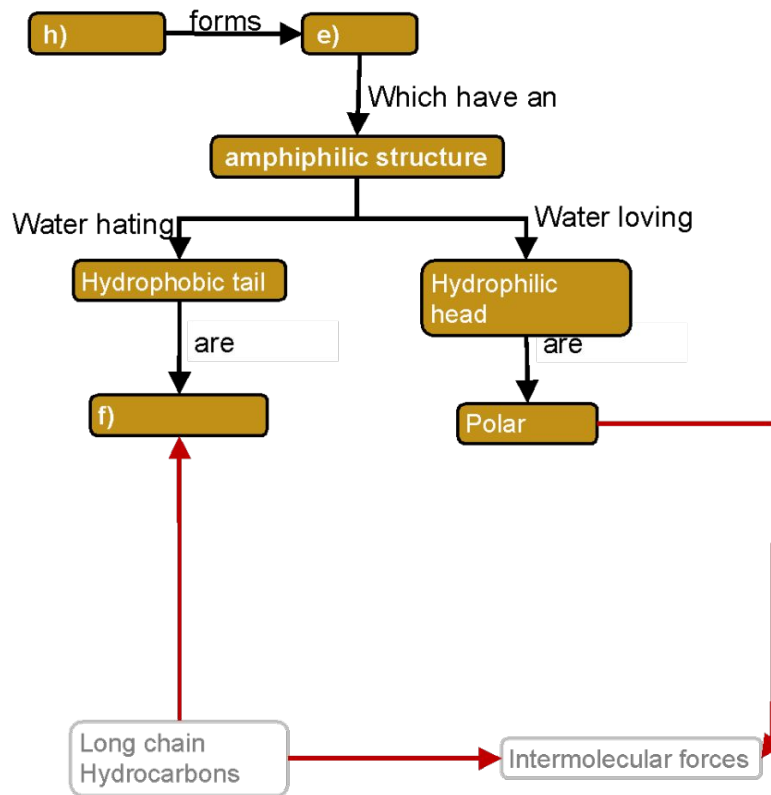 h)
forms
e)
Which have an
amphiphilic structure
Water hating
Water loving
Hydrophobic tail
Hydrophilic
head
are
are
f)
Polar
Long chain
Hydrocarbons
Intermolecular forces